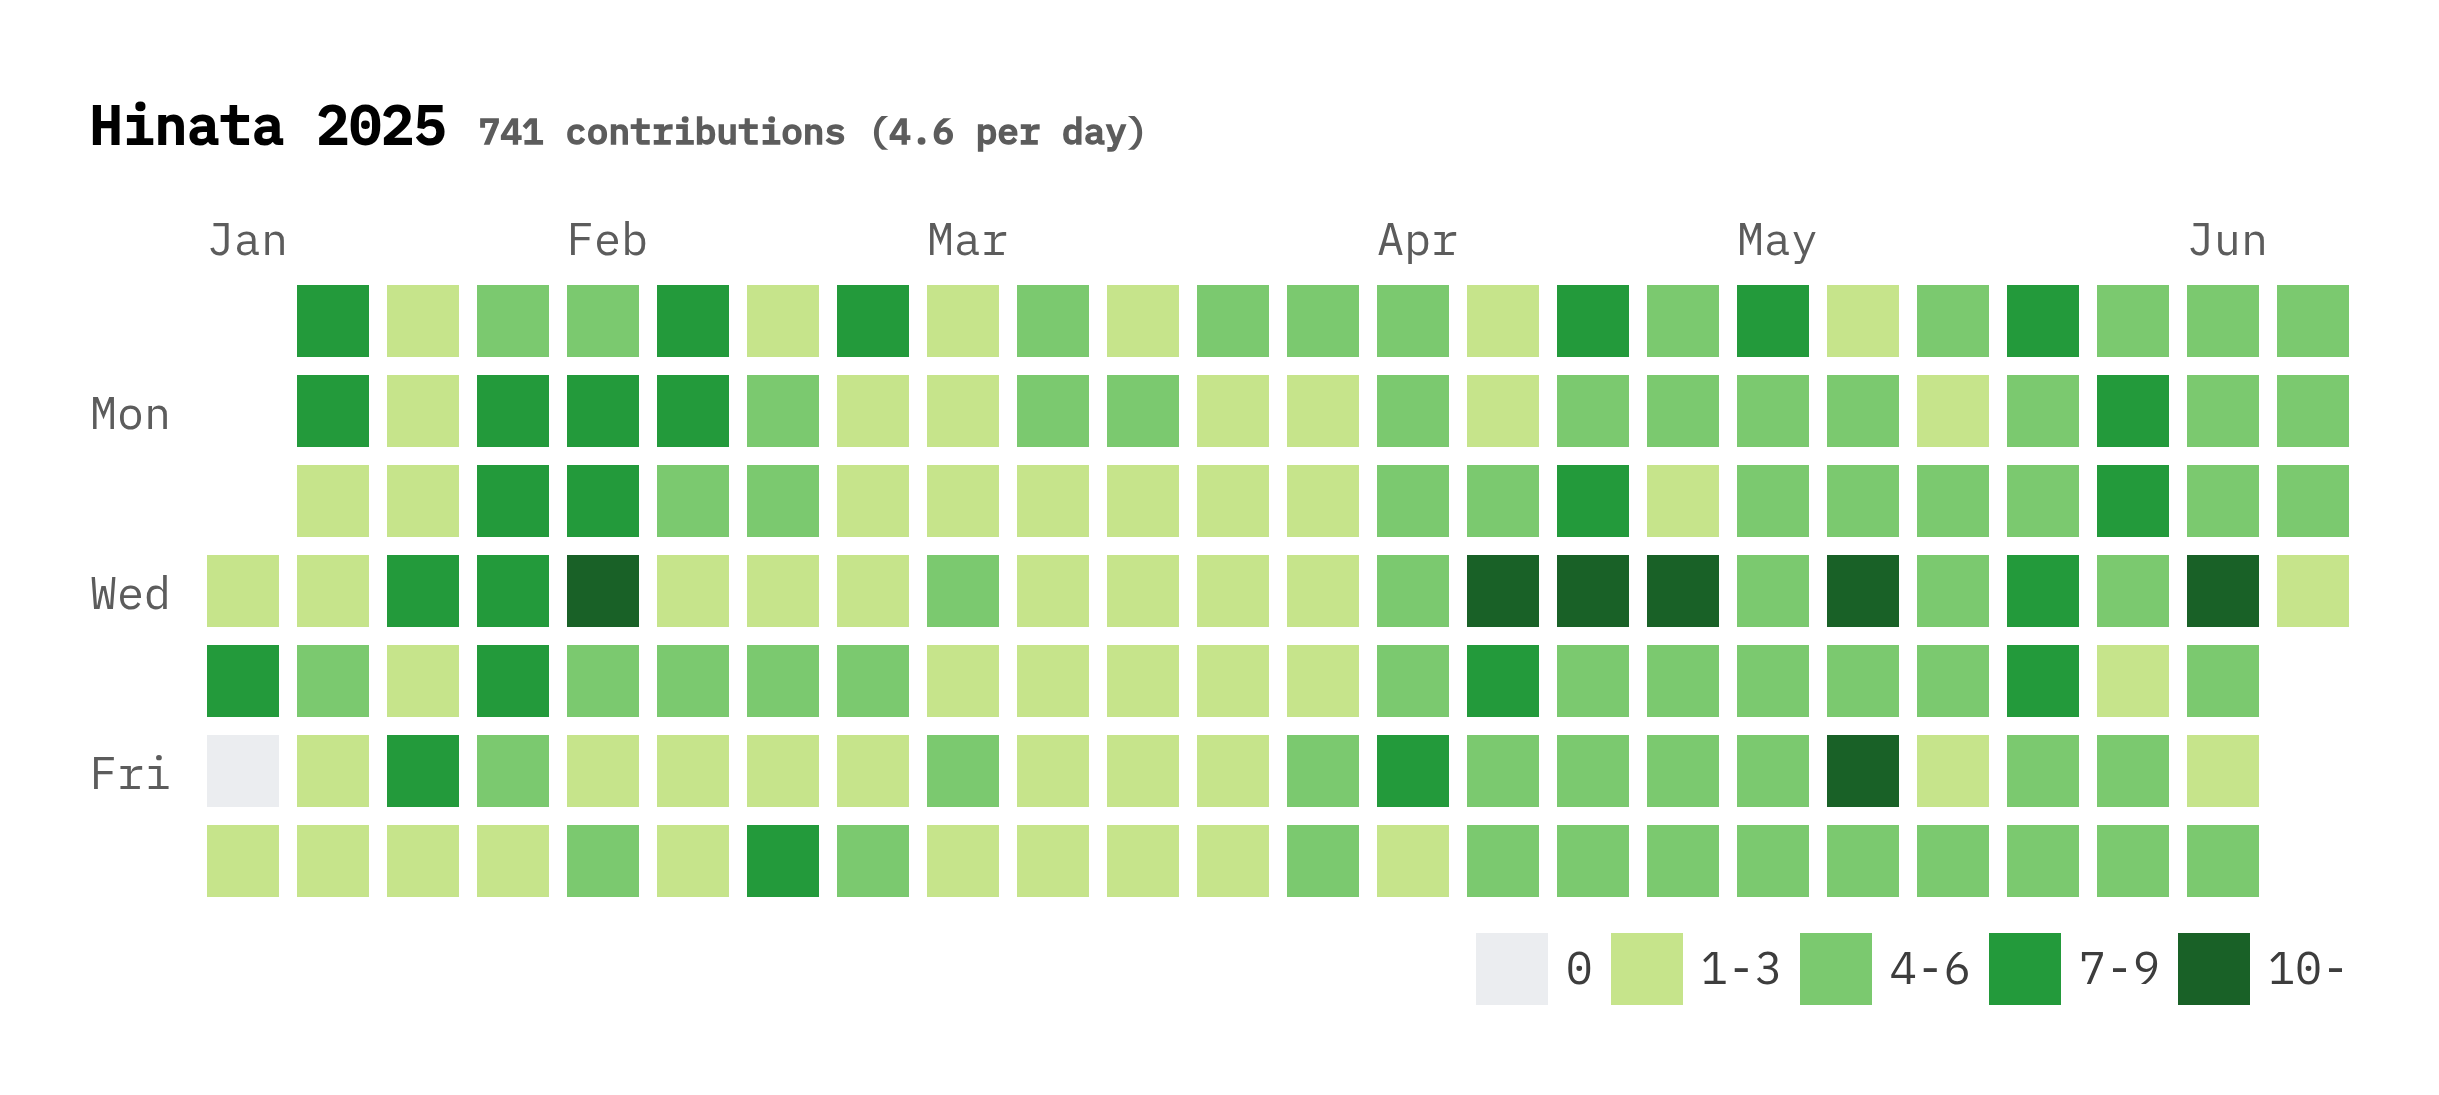 Hinata 2025 741 contributions (4.6 per day)
Jan Feb Mar Apr May Jun
Mon
Wed
Fri
0 1-3 4-6 7-9 10-